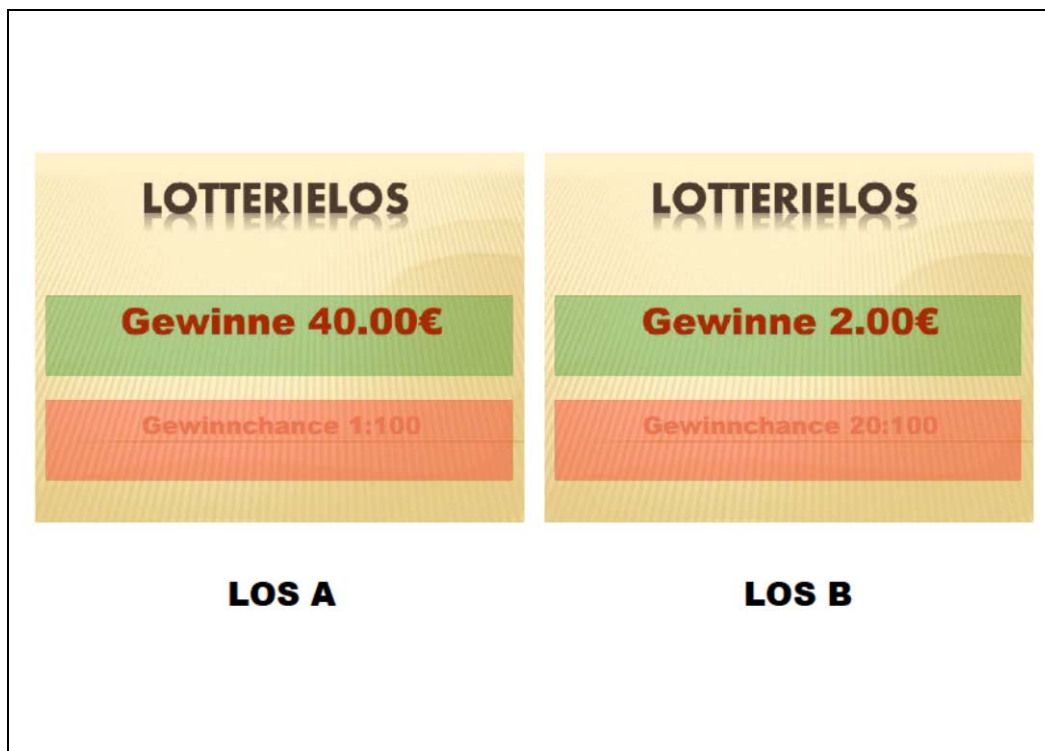 LOTTERIELOS
Gewinne 40.00€
Gewinnchance 1:100
LOS A
LOTTERIELOS
Gewinne 2.00€
Gewinnchance 20:100
LOS B